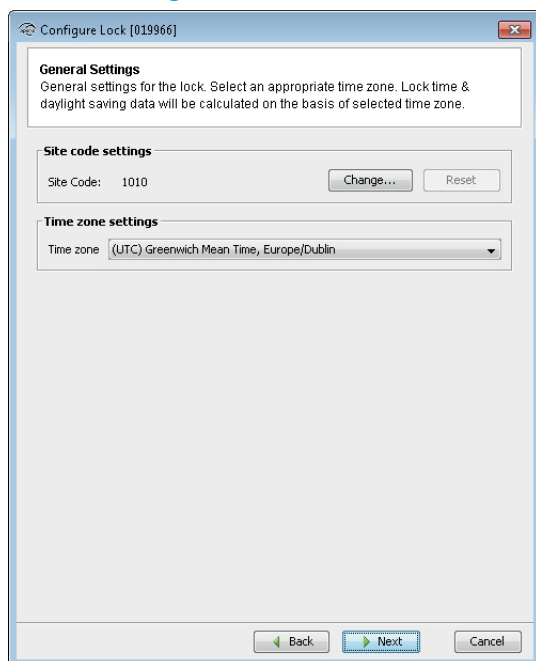 Configure Lock [019966]
General Settings
General settings for the lock. Select an appropriate time zone. Lock time &
daylight saving data will be calculated on the basis of selected time zone.
Site code settings
Site Code: 1010 Change... Reset
Time zone settings
Time zone (UTC) Greenwich Mean Time, Europe/Dublin
Back Next Cancel